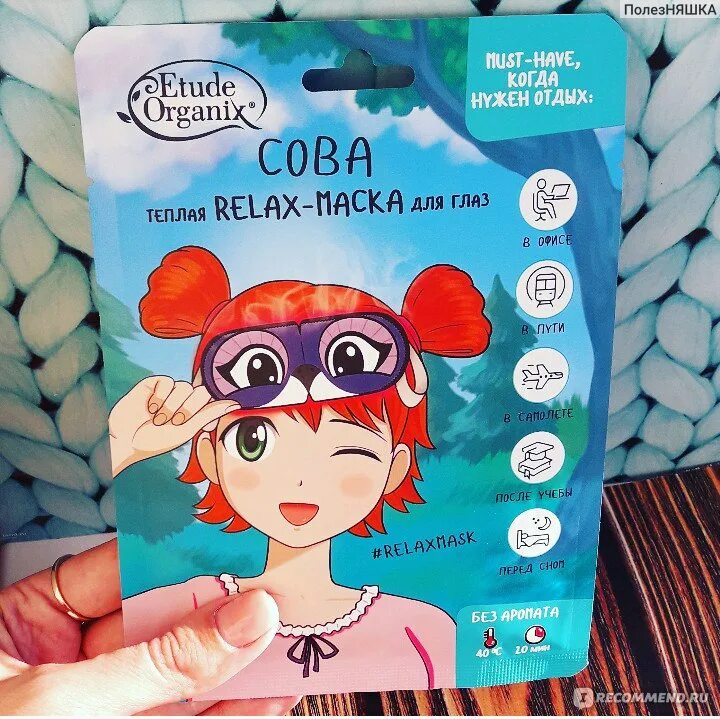 ПолезНЯШКА
Etude
Organix®
MUST-HAVE,
КОГДА
НУЖЕН ОТДЫХ:
СОВА
ТЕПЛАЯ RELAX-МАСКА ДЛЯ ГЛАЗ
В ОФИСЕ
В ПУТИ
В САМОЛЕТЕ
ПОСЛЕ УЧЕБЫ
#RELAXMASK
ПЕРЕД СНОМ
БЕЗ АРОМАТА
40 °C 20 МИН
I RECOMMEND.RU